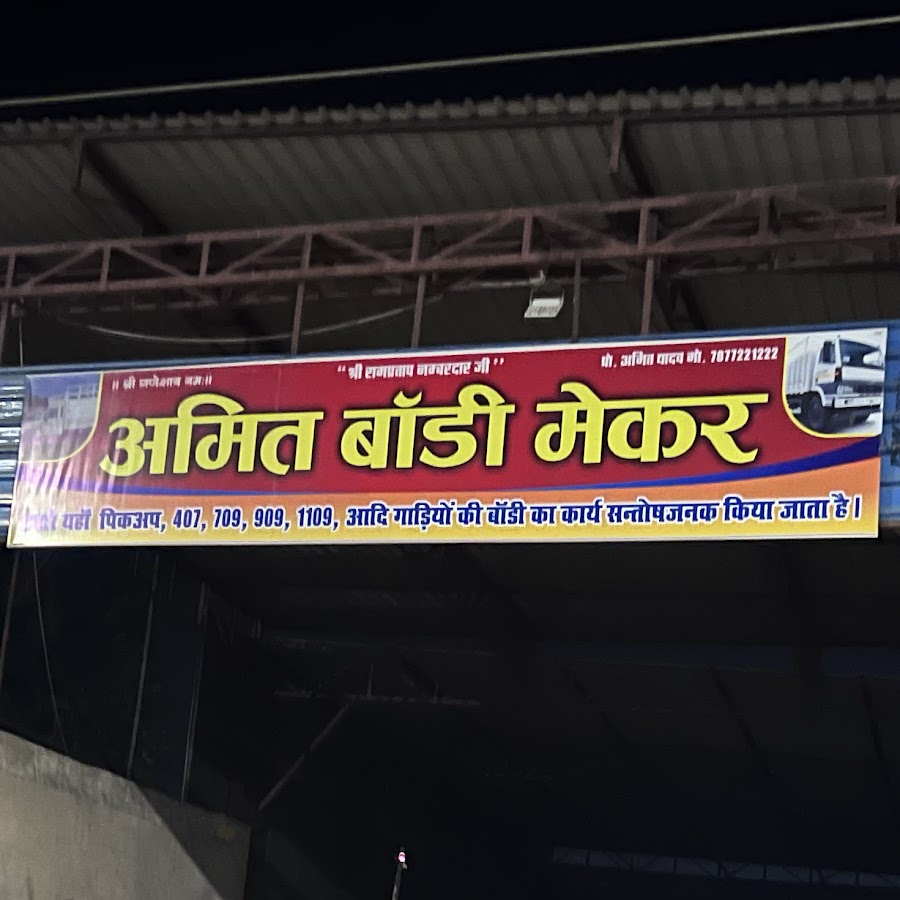 ॥ श्री गणेशाय नमः॥
“श्री रामप्रताप नम्बरदार जी”
प्रो. अमित यादव मो. 7077221222
अमित बॉडी मेकर
यहाँ पिकअप, 407, 709, 909, 1109, आदि गाड़ियों की बॉडी का कार्य सन्तोषजनक किया जाता है।